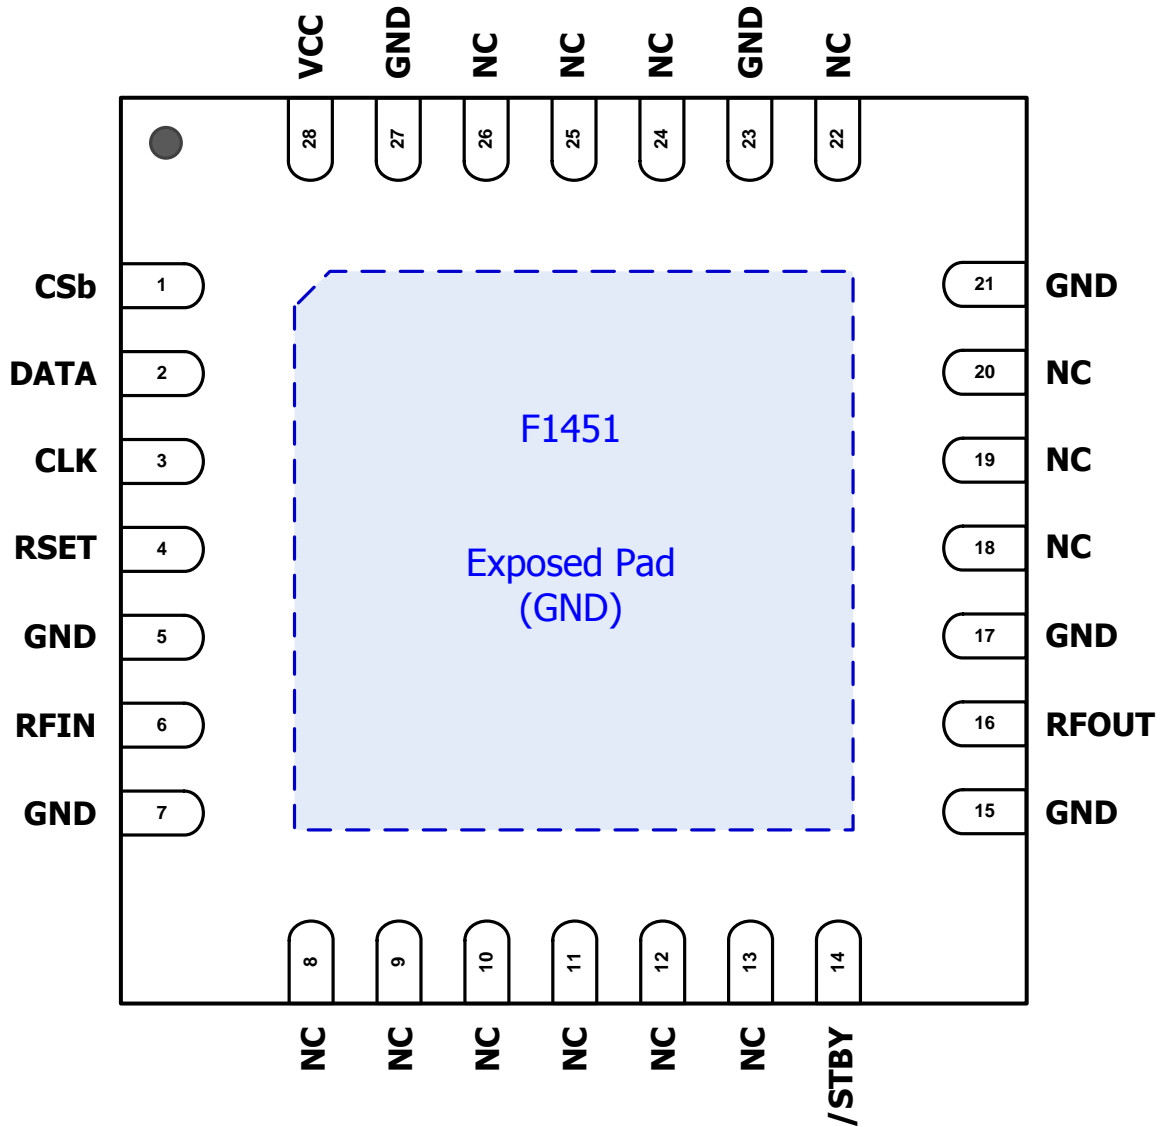 VCC GND NC NC NC GND NC
28 27 26 25 24 23 22
CSb 1 21 GND
DATA 2 20 NC
F1451
CLK 3 19 NC
RSET 4 18 NC
Exposed Pad
(GND)
GND 5 17 GND
RFIN 6 16 RFOUT
GND 7 15 GND
8 9 10 11 12 13 14
NC NC NC NC NC NC /STBY